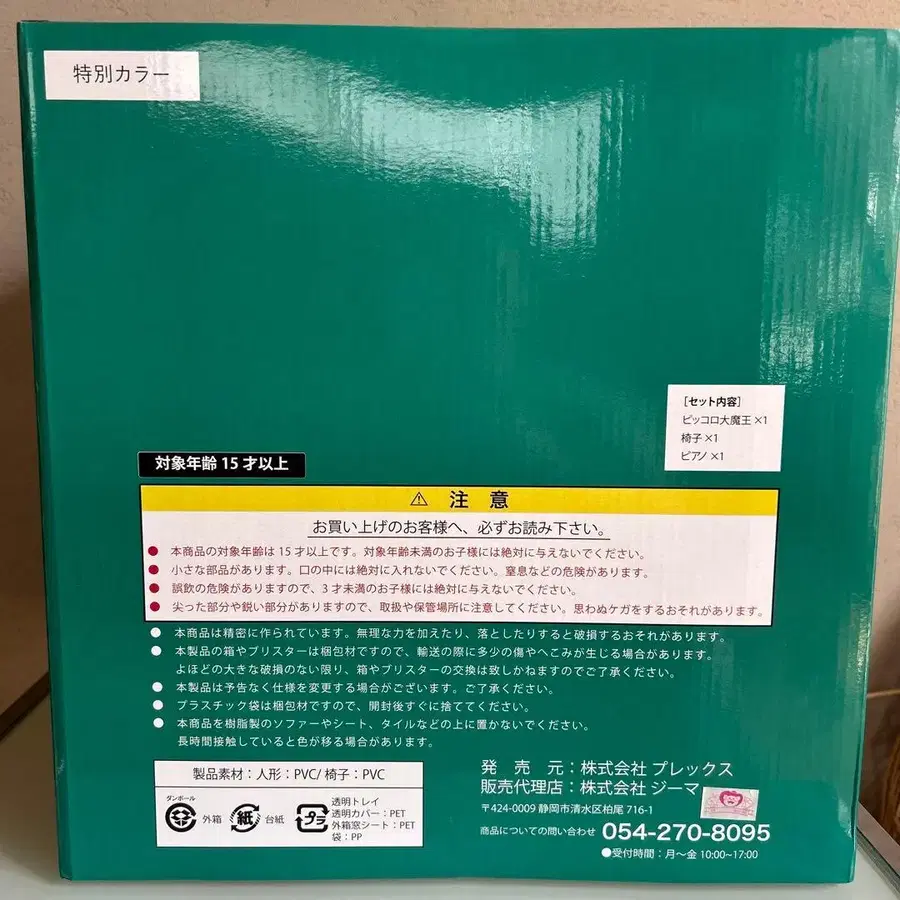 特別カラー
[セット内容]
ピッコロ大魔王×1
椅子×1
ピアノ×1
対象年齢 15 才以上
⚠ 注 意
お買い上げのお客様へ、必ずお読み下さい。
● 本商品の対象年齢は 15 才以上です。対象年齢未満のお子様には絶対に与えないでください。
● 小さな部品があります。口の中には絶対に入れないでください。窒息などの危険があります。
● 誤飲の危険がありますので、3 才未満のお子様には絶対に与えないでください。
● 尖った部分や鋭い部分がありますので、取扱や保管場所に注意してください。思わぬケガをするおそれがあります。
● 本商品は精密に作られています。無理な力を加えたり、落としたりすると破損するおそれがあります。
● 本製品の箱やブリスターは梱包材ですので、輸送の際に多少の傷やへこみが生じる場合があります。
よほどの大きな破損のない限り、箱やブリスターの交換は致しかねますのでご了承ください。
● 本製品は予告なく仕様を変更する場合がございます。ご了承ください。
● プラスチック袋は梱包材ですので、開封後すぐに捨ててください。
● 本商品を樹脂製のソファーやシート、タイルなどの上に置かないでください。
長時間接触していると色が移る場合があります。
製品素材：人形：PVC/ 椅子：PVC
ダンボール
外箱
紙
台紙
プラ
透明トレイ
透明カバー：PET
外箱窓シート：PET
袋：PP
発 売 元：株式会社 プレックス
販売代理店：株式会社 ジーマ
〒424-0009 静岡市清水区柏尾 716-1
商品についての問い合わせ 054-270-8095
●受付時間：月～金 10:00~17:00